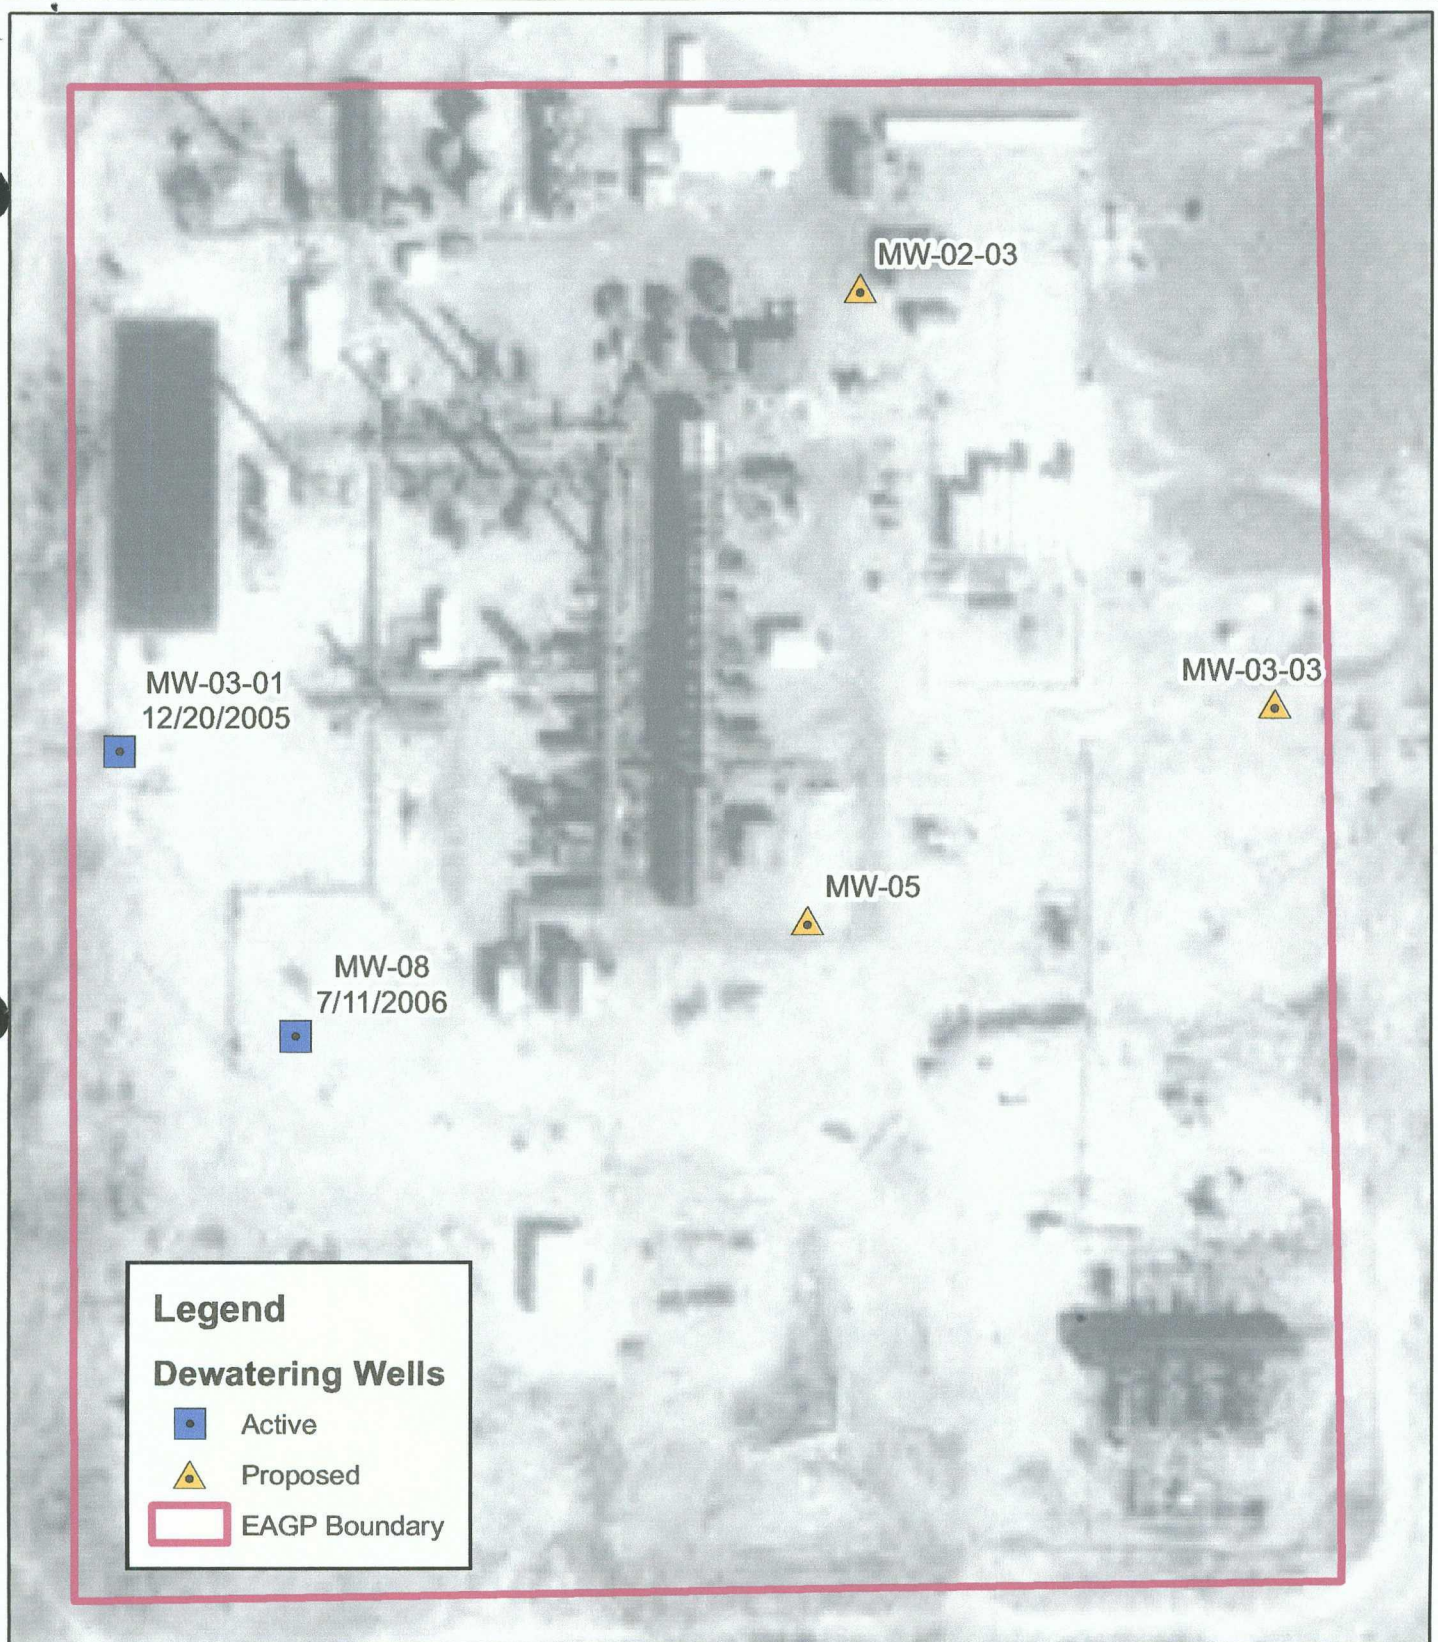 MW-02-03
MW-03-01
12/20/2005
MW-03-03
MW-05
MW-08
7/11/2006
Legend
Dewatering Wells
Active
Proposed
EAGP Boundary